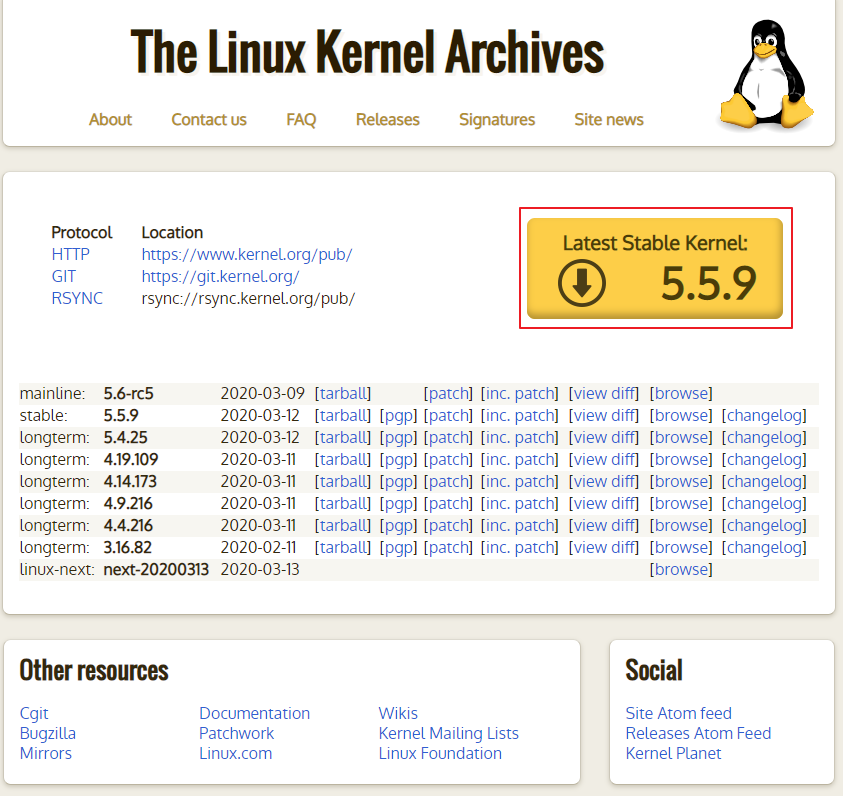 The Linux Kernel Archives
About Contact us FAQ Releases Signatures Site news
Protocol Location
HTTP https://www.kernel.org/pub/
GIT https://git.kernel.org/
RSYNC rsync://rsync.kernel.org/pub/
Latest Stable Kernel:
5.5.9
mainline: 5.6-rc5 2020-03-09 [tarball] [patch] [inc. patch] [view diff] [browse]
stable: 5.5.9 2020-03-12 [tarball] [pgp] [patch] [inc. patch] [view diff] [browse] [changelog]
longterm: 5.4.25 2020-03-12 [tarball] [pgp] [patch] [inc. patch] [view diff] [browse] [changelog]
longterm: 4.19.109 2020-03-11 [tarball] [pgp] [patch] [inc. patch] [view diff] [browse] [changelog]
longterm: 4.14.173 2020-03-11 [tarball] [pgp] [patch] [inc. patch] [view diff] [browse] [changelog]
longterm: 4.9.216 2020-03-11 [tarball] [pgp] [patch] [inc. patch] [view diff] [browse] [changelog]
longterm: 4.4.216 2020-03-11 [tarball] [pgp] [patch] [inc. patch] [view diff] [browse] [changelog]
longterm: 3.16.82 2020-02-11 [tarball] [pgp] [patch] [inc. patch] [view diff] [browse] [changelog]
linux-next: next-20200313 2020-03-13 [browse]
Other resources
Cgit Documentation Wikis
Bugzilla Patchwork Kernel Mailing Lists
Mirrors Linux.com Linux Foundation
Social
Site Atom feed
Releases Atom Feed
Kernel Planet